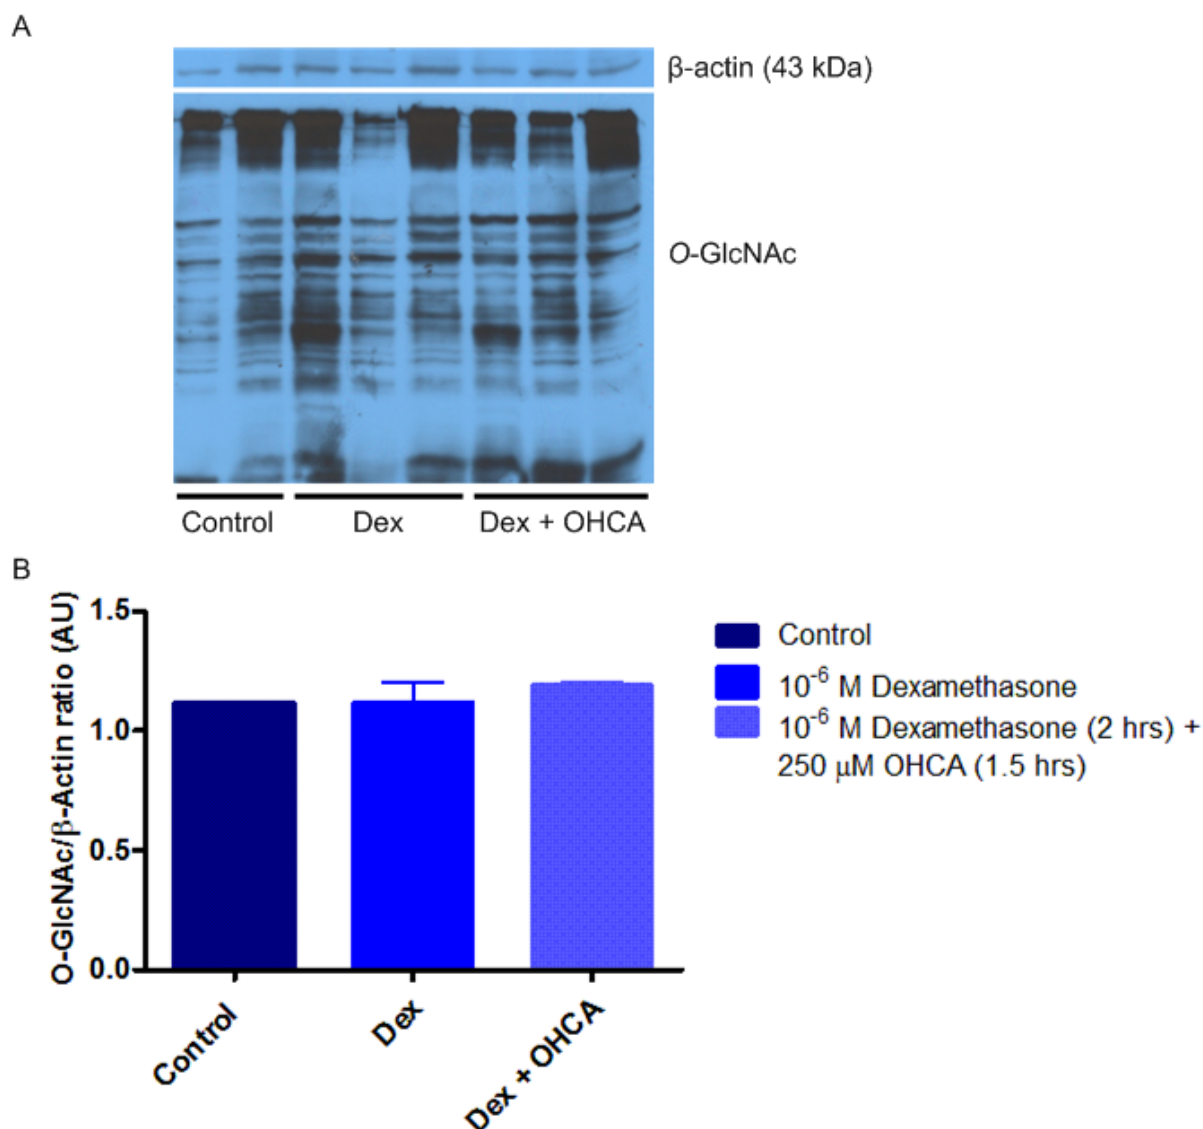 A
β-actin (43 kDa)
O-GlcNAc
Control
Dex
Dex + OHCA
B
O-GlcNAc/β-Actin ratio (AU)
1.5
1.0
0.5
0.0
Control
Dex
Dex + OHCA
Control
10⁻⁶ M Dexamethasone
10⁻⁶ M Dexamethasone (2 hrs) +
250 μM OHCA (1.5 hrs)